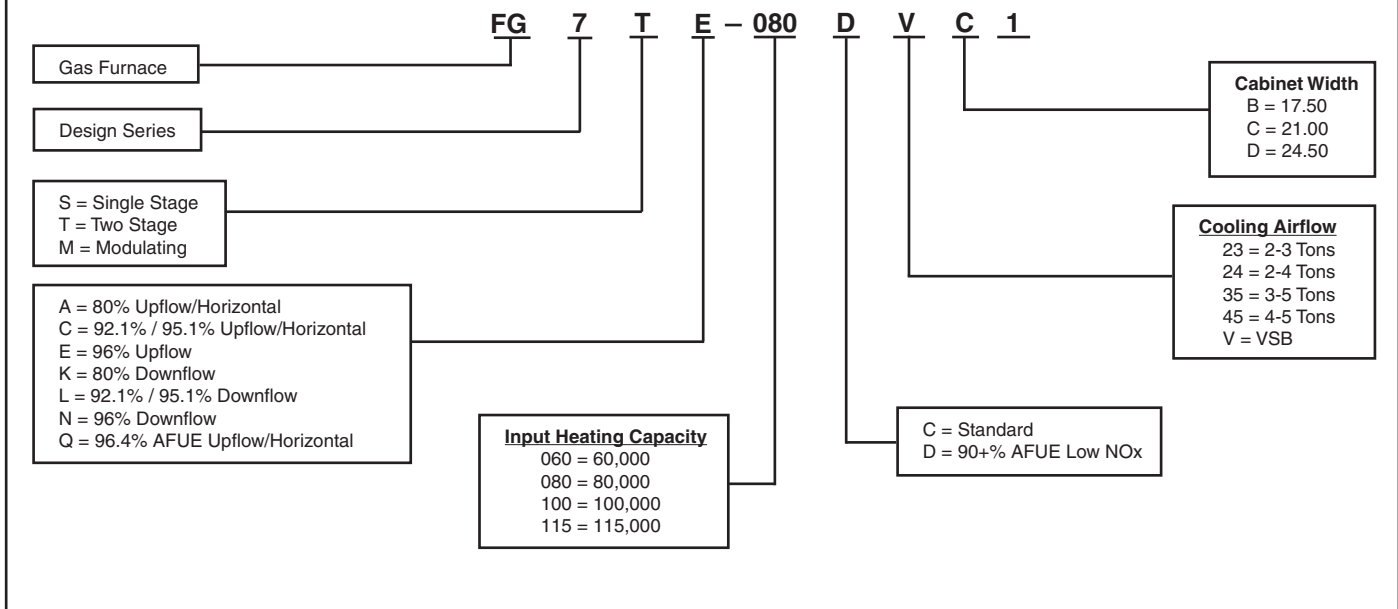 FG 7 T E – 080 D V C 1
Gas Furnace
Design Series
S = Single Stage
T = Two Stage
M = Modulating
A = 80% Upflow/Horizontal
C = 92.1% / 95.1% Upflow/Horizontal
E = 96% Upflow
K = 80% Downflow
L = 92.1% / 95.1% Downflow
N = 96% Downflow
Q = 96.4% AFUE Upflow/Horizontal
Input Heating Capacity
060 = 60,000
080 = 80,000
100 = 100,000
115 = 115,000
C = Standard
D = 90+% AFUE Low NOx
Cabinet Width
B = 17.50
C = 21.00
D = 24.50
Cooling Airflow
23 = 2-3 Tons
24 = 2-4 Tons
35 = 3-5 Tons
45 = 4-5 Tons
V = VSB